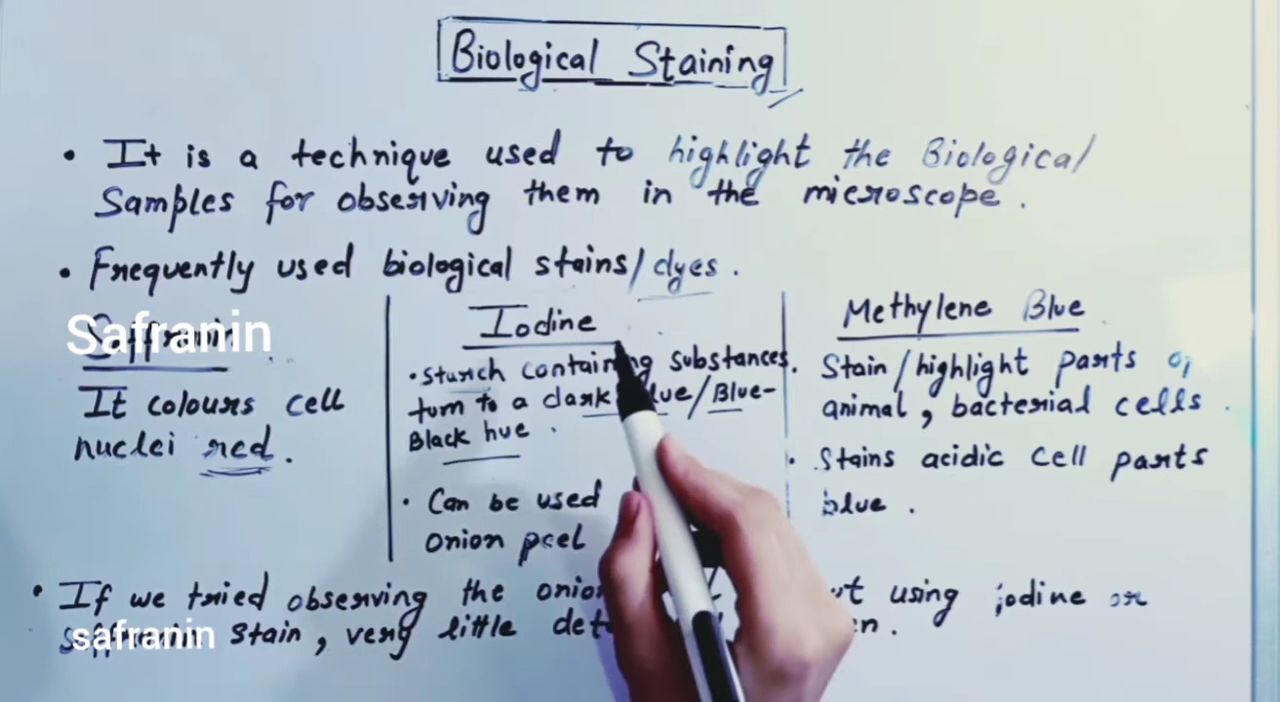 Biological Staining
• It is a technique used to highlight the Biological
Samples for observing them in the microscope.
• Frequently used biological stains/dyes.
Safranin
It colours cell
nuclei red.
Iodine
• Starch containing substances.
turn to a dark blue/Blue-
Black hue.
• Can be used
onion peel
Methylene Blue
Stain/highlight parts
animal, bacterial cells.
• Stains acidic cell parts
blue.
• If we tried observing the onion using iodine or
safranin stain, very little